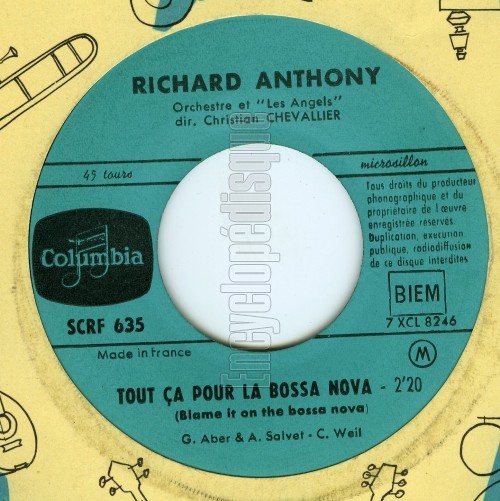 RICHARD ANTHONY
Orchestre et "Les Angels"
dir. Christian CHEVALLIER
45 tours
microsillon
Tous droits du producteur
phonographique et du
propriétaire de l'œuvre
enregistrée réservés.
Duplication, exécution
publique, radiodiffusion
de ce disque interdites
Columbia
SCRF 635
BIEM
7 XCL 8246
Made in france
M
TOUT ÇA POUR LA BOSSA NOVA - 2'20
(Blame it on the bossa nova)
G. Aber & A. Salvet - C. Weil
Encyclopédisque